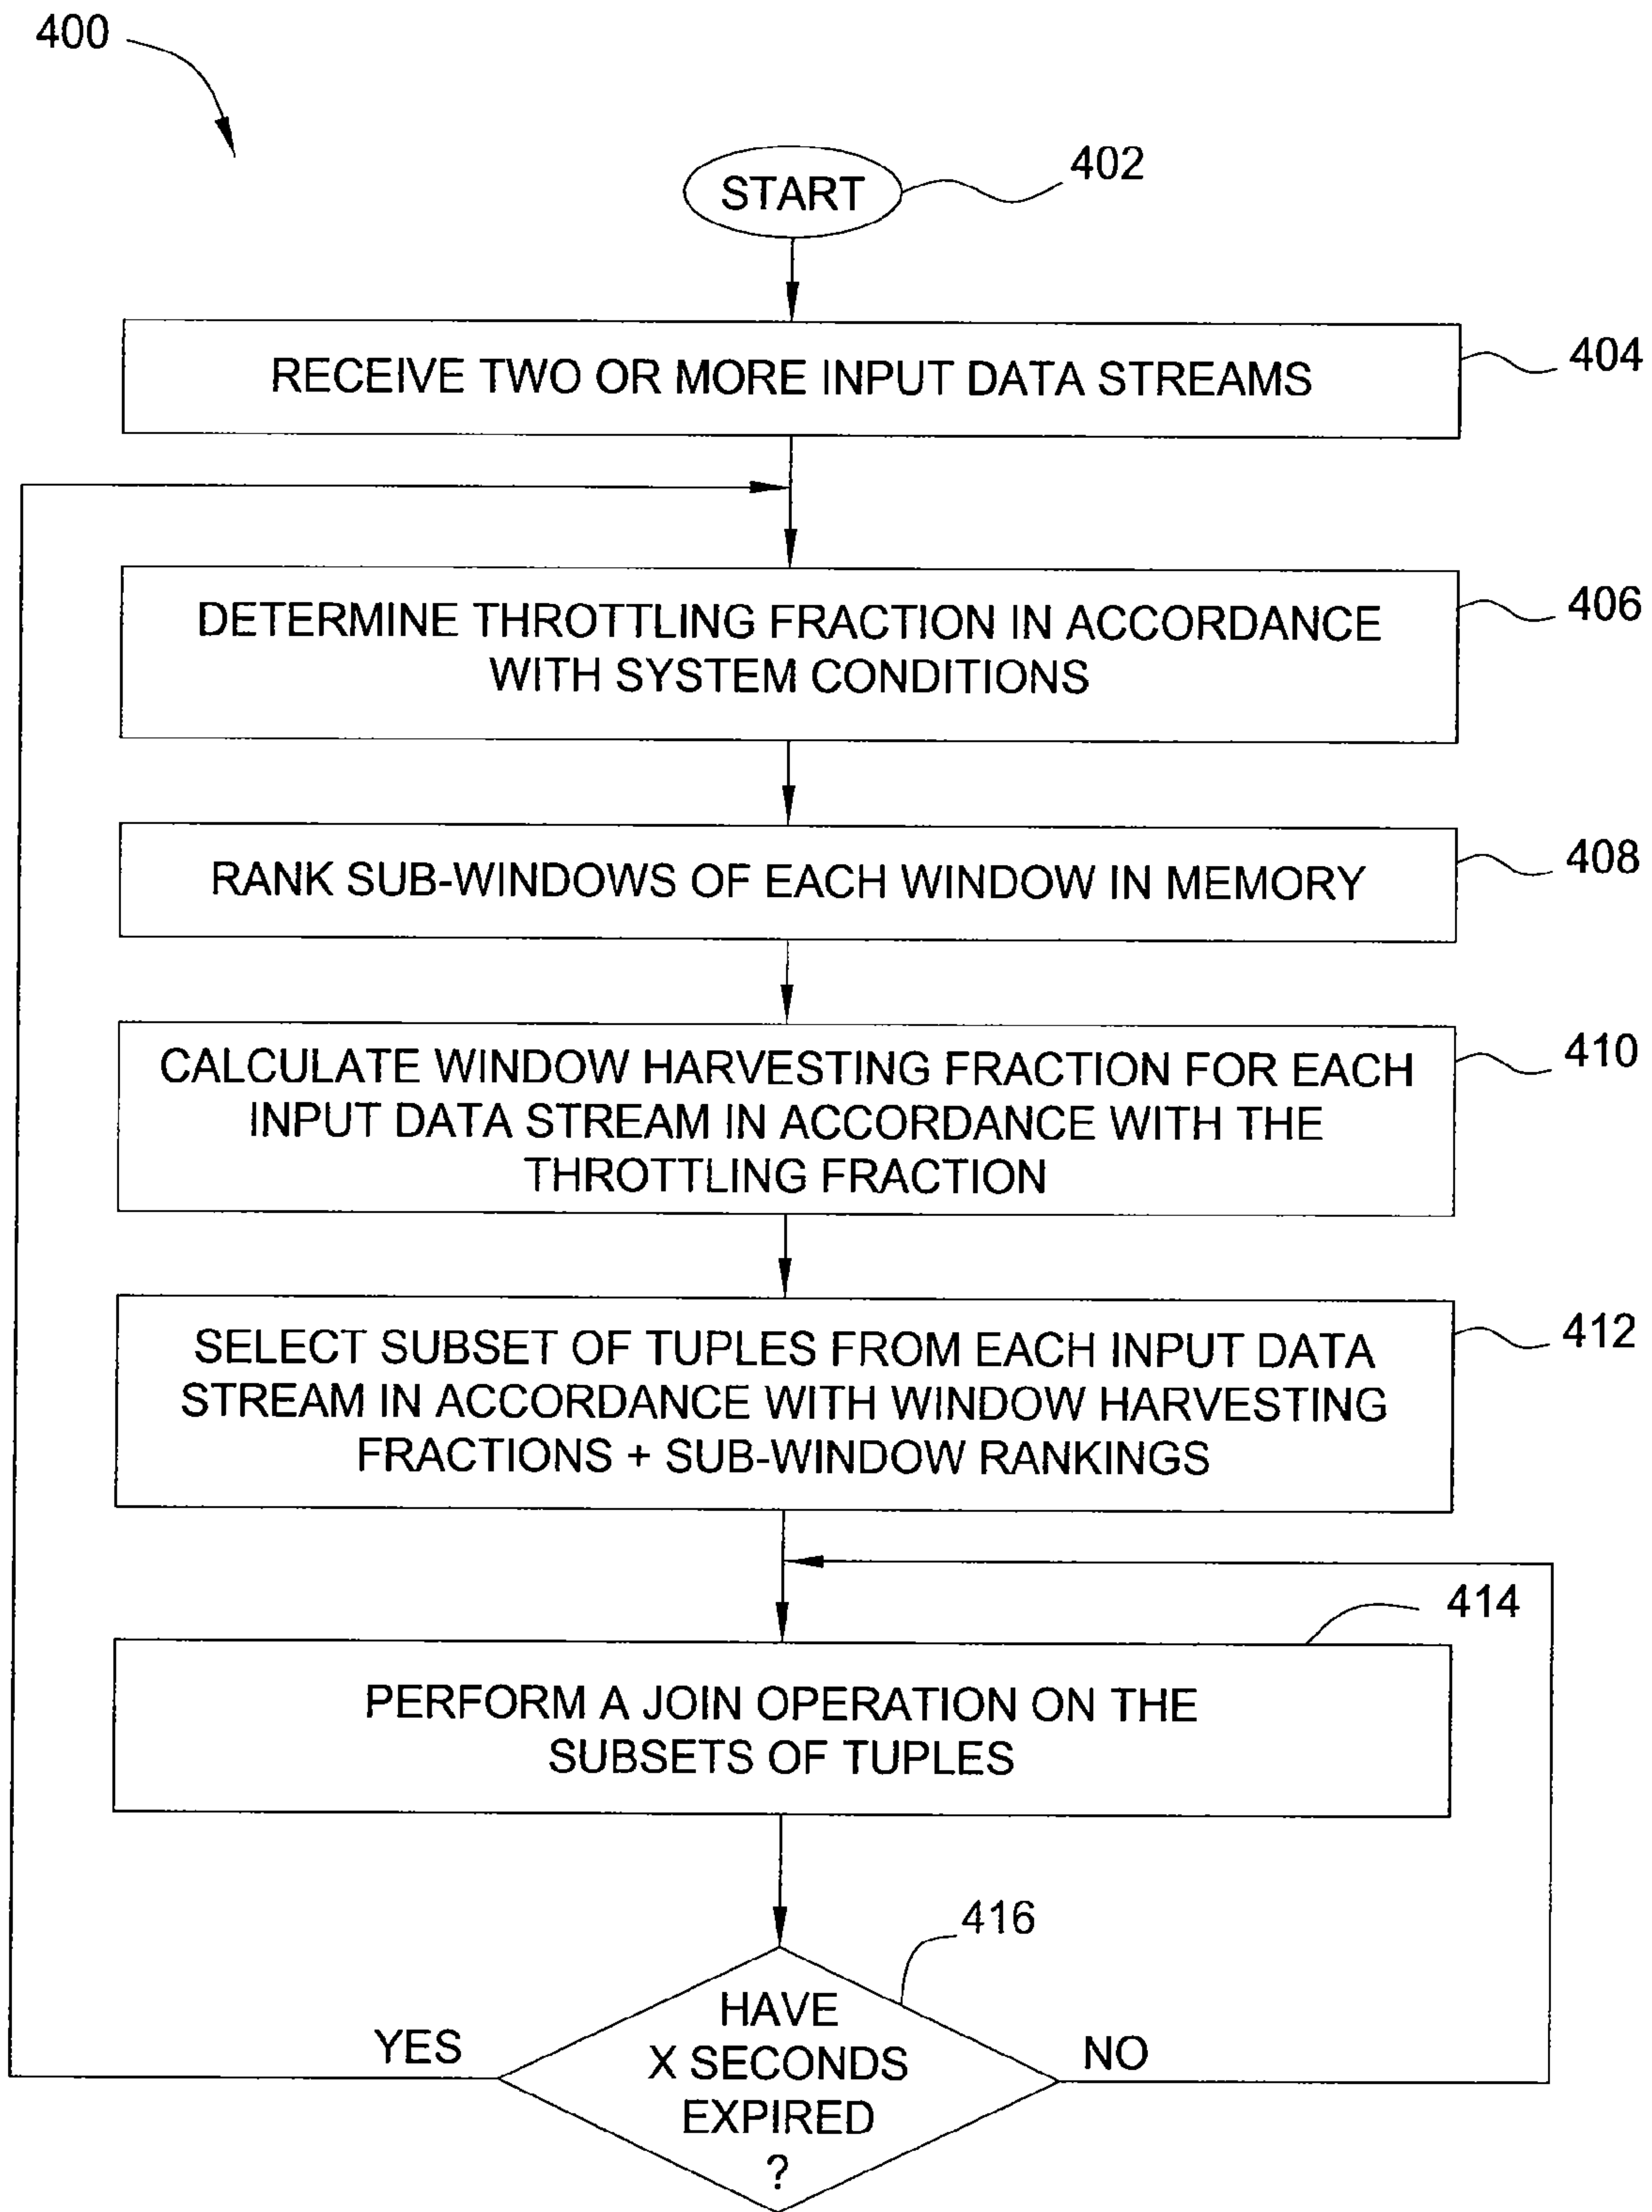 400
START
402
RECEIVE TWO OR MORE INPUT DATA STREAMS
404
DETERMINE THROTTLING FRACTION IN ACCORDANCE
WITH SYSTEM CONDITIONS
406
RANK SUB-WINDOWS OF EACH WINDOW IN MEMORY
408
CALCULATE WINDOW HARVESTING FRACTION FOR EACH
INPUT DATA STREAM IN ACCORDANCE WITH THE
THROTTLING FRACTION
410
SELECT SUBSET OF TUPLES FROM EACH INPUT DATA
STREAM IN ACCORDANCE WITH WINDOW HARVESTING
FRACTIONS + SUB-WINDOW RANKINGS
412
414
PERFORM A JOIN OPERATION ON THE
SUBSETS OF TUPLES
416
HAVE
X SECONDS
EXPIRED
?
YES
NO